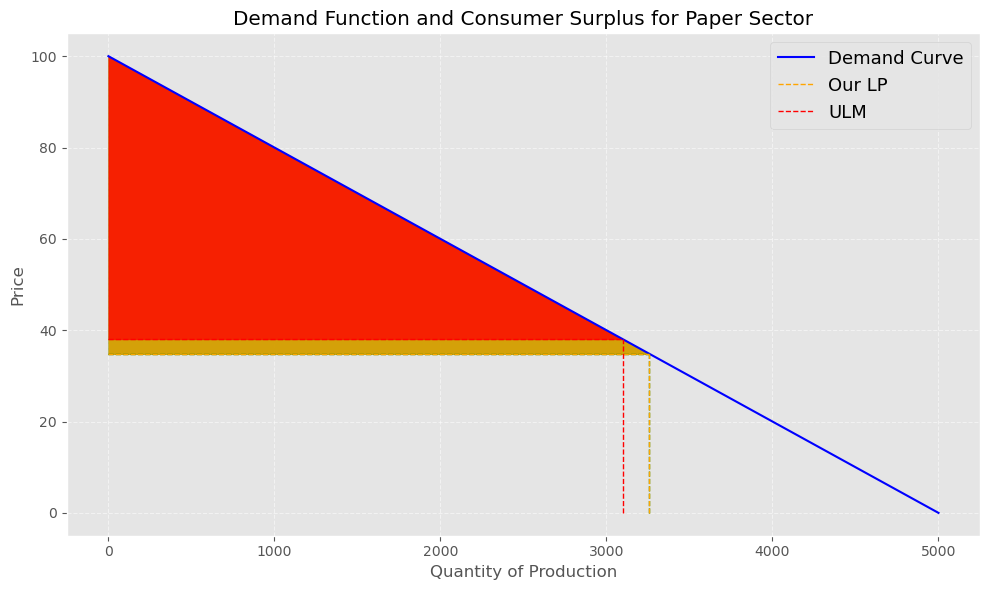 Demand Function and Consumer Surplus for Paper Sector
Demand Curve
Our LP
ULM
Price
100
80
60
40
20
0
0 1000 2000 3000 4000 5000
Quantity of Production